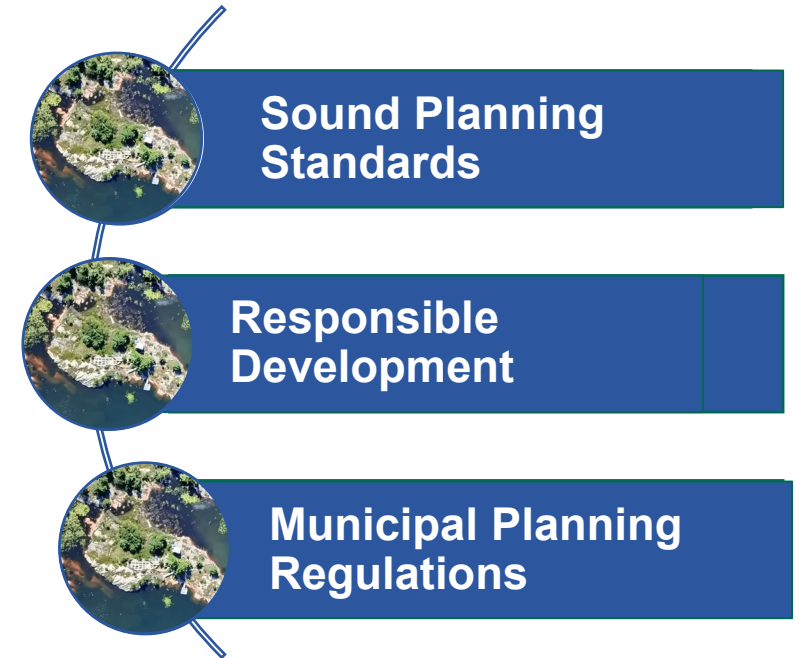 Sound Planning
Standards
Responsible
Development
Municipal Planning
Regulations